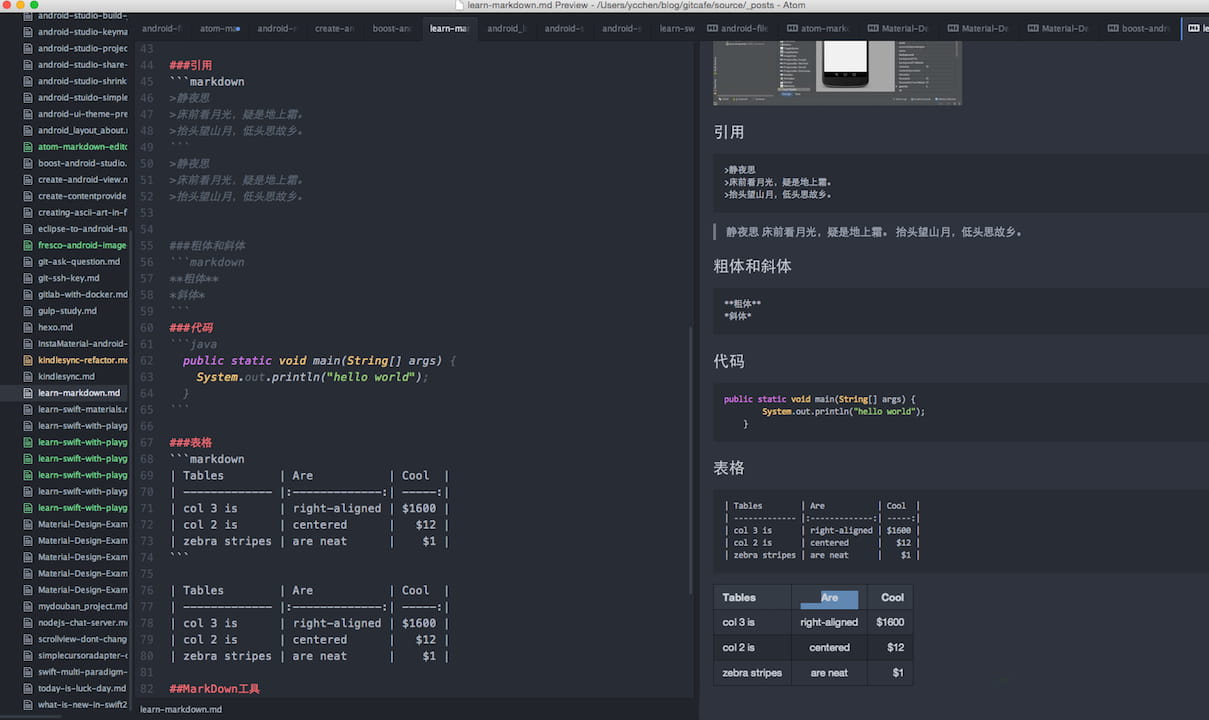 learn-markdown.md Preview - /Users/ycchen/blog/gitcafe/source/_posts - Atom
android-f
atom-ma
android-
create-an
boost-an
learn-ma
android_l
android-s
android-s
learn-sw
android-file
atom-mark
Material-De
Material-De
Material-De
boost-andr
le
android-studio-build-
android-studio-keyma
android-studio-projec
android-studio-share-
android-studio-shrink
android-stuido-simple
android-ui-theme-pre
android_layout_about.r
atom-markdown-edito
boost-android-studio.
create-android-view.n
create-contentprovide
creating-ascii-art-in-f
eclipse-to-android-stu
fresco-android-image
git-ask-question.md
git-ssh-key.md
gitlab-with-docker.md
gulp-study.md
hexo.md
InstaMaterial-android-
kindlesync-refactor.md
kindlesync.md
learn-markdown.md
learn-swift-materials.r
learn-swift-with-playg
learn-swift-with-playg
learn-swift-with-playg
learn-swift-with-playg
learn-swift-with-playg
learn-swift-with-playg
Material-Design-Exam
Material-Design-Exam
Material-Design-Exam
Material-Design-Exam
Material-Design-Exam
mydouban_project.md
nodejs-chat-server.md
scrollview-dont-chang
simplecursoradapter-c
swift-multi-paradigm-
today-is-luck-day.md
what-is-new-in-swift2
43
44 ###引用
45 ```markdown
46 >静夜思
47 >床前看月光，疑是地上霜。
48 >抬头望山月，低头思故乡。
49 ```
50 >静夜思
51 >床前看月光，疑是地上霜。
52 >抬头望山月，低头思故乡。
53
54
55 ###粗体和斜体
56 ```markdown
57 **粗体**
58 *斜体*
59 ```
60 ###代码
61 ```java
62 public static void main(String[] args) {
63 System.out.println("hello world");
64 }
65 ```
66
67 ###表格
68 ```markdown
69 | Tables | Are | Cool |
70 | ------------- |:-------------:| -----:|
71 | col 3 is | right-aligned | $1600 |
72 | col 2 is | centered | $12 |
73 | zebra stripes | are neat | $1 |
74 ```
75
76 | Tables | Are | Cool |
77 | ------------- |:-------------:| -----:|
78 | col 3 is | right-aligned | $1600 |
79 | col 2 is | centered | $12 |
80 | zebra stripes | are neat | $1 |
81
82 ##MarkDown工具
learn-markdown.md
引用
>静夜思
>床前看月光，疑是地上霜。
>抬头望山月，低头思故乡。
静夜思 床前看月光，疑是地上霜。 抬头望山月，低头思故乡。
粗体和斜体
**粗体**
*斜体*
代码
public static void main(String[] args) {
System.out.println("hello world");
}
表格
| Tables | Are | Cool |
| ------------- |:-------------:| -----:|
| col 3 is | right-aligned | $1600 |
| col 2 is | centered | $12 |
| zebra stripes | are neat | $1 |
Tables Are Cool
col 3 is right-aligned $1600
col 2 is centered $12
zebra stripes are neat $1